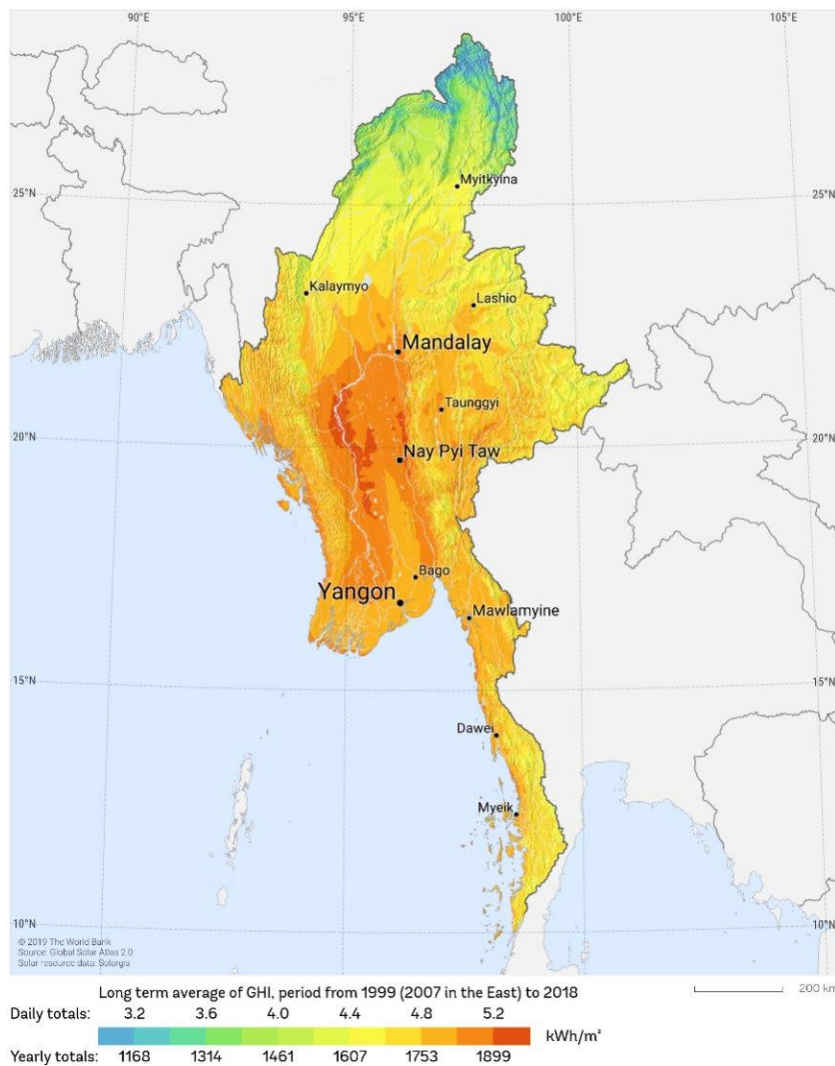 90°E 95°E 100°E 105°E
Myitkyina
25°N 25°N
Kalaymyo
Lashio
Mandalay
Taunggyi
20°N 20°N
Nay Pyi Taw
Bago
Yangon
Mawlamyine
15°N 15°N
Dawei
Myeik
10°N 10°N
© 2019 The World Bank
Source: Global Solar Atlas 2.0
Solar resource data: Solargis
Long term average of GHI, period from 1999 (2007 in the East) to 2018
200 km
Daily totals: 3.2 3.6 4.0 4.4 4.8 5.2
kWh/m²
Yearly totals: 1168 1314 1461 1607 1753 1899